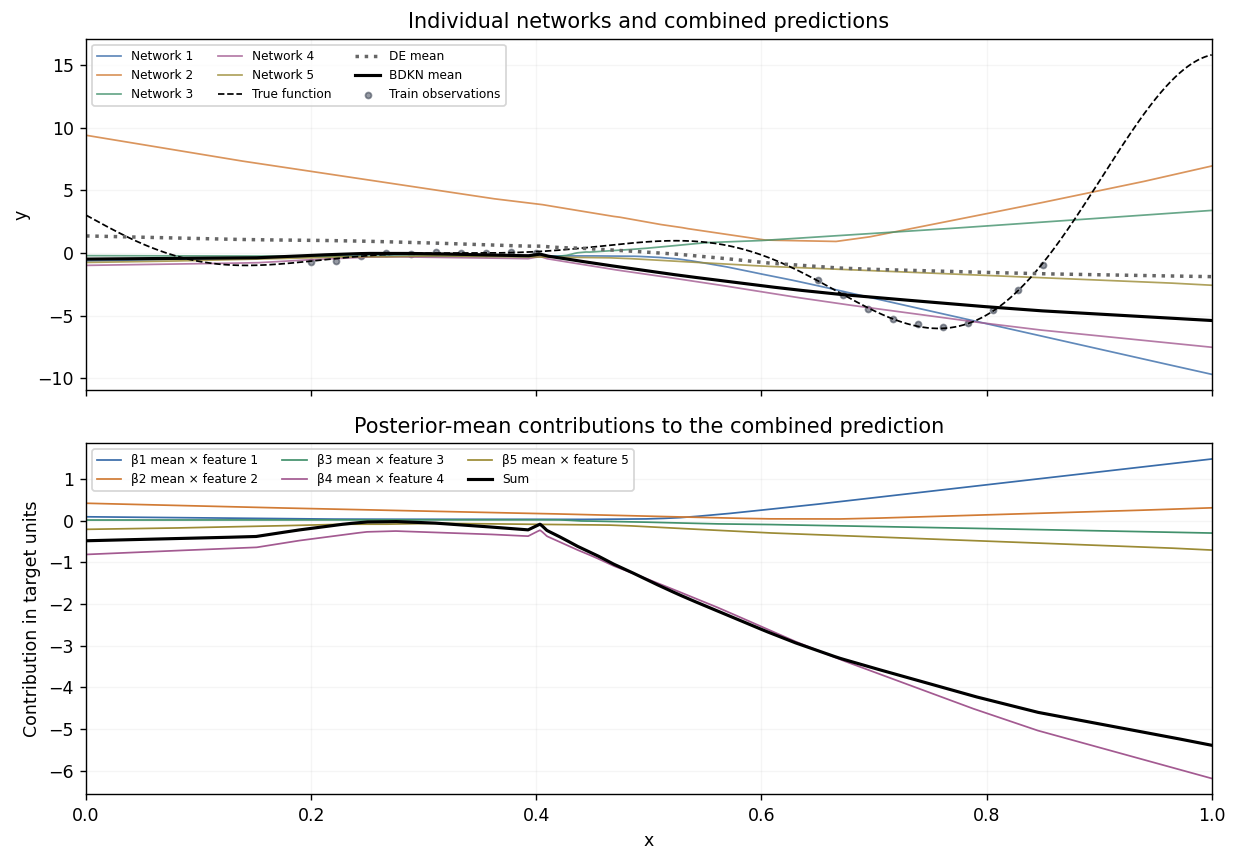 Individual networks and combined predictions
Network 1 Network 4 DE mean
Network 2 Network 5 BDKN mean
Network 3 True function Train observations
15
10
5
0
−5
−10
y
Posterior-mean contributions to the combined prediction
β1 mean × feature 1 β3 mean × feature 3 β5 mean × feature 5
β2 mean × feature 2 β4 mean × feature 4 Sum
1
0
−1
−2
−3
−4
−5
−6
Contribution in target units
0.0 0.2 0.4 0.6 0.8 1.0
x